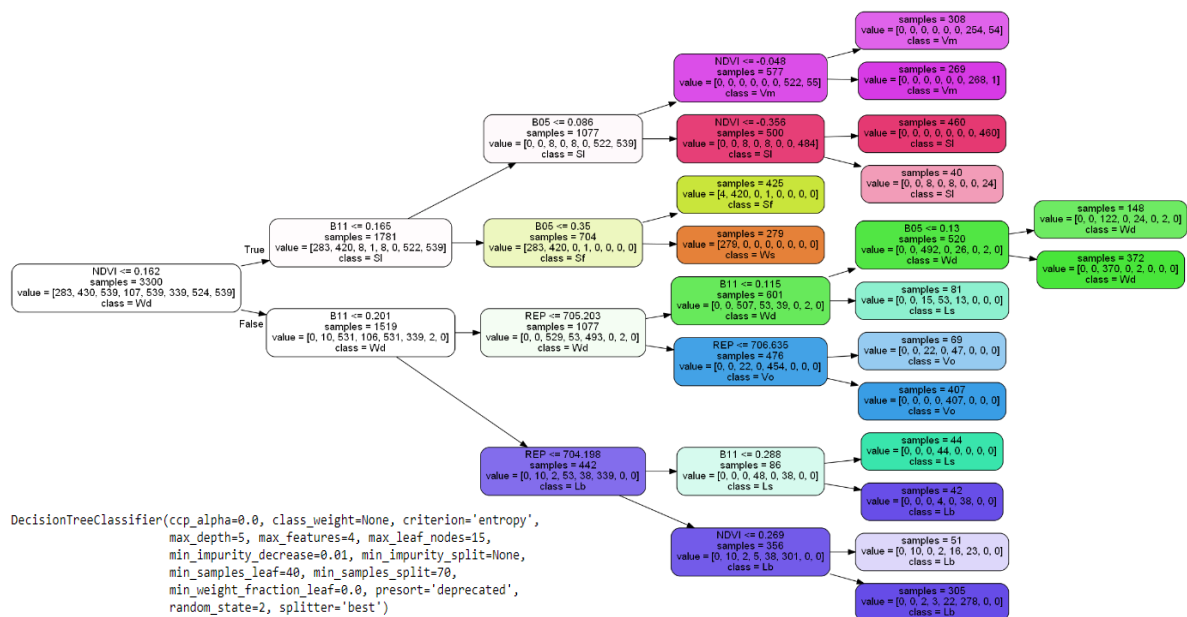 NDVI <= 0.162
samples = 3300
value = [283, 430, 539, 107, 539, 339, 524, 539]
class = Wd
True
False
B11 <= 0.165
samples = 1781
value = [283, 420, 8, 1, 8, 0, 522, 539]
class = Sl
B11 <= 0.201
samples = 1519
value = [0, 10, 531, 106, 531, 339, 2, 0]
class = Wd
B05 <= 0.086
samples = 1077
value = [0, 0, 8, 0, 8, 0, 522, 539]
class = Sl
B05 <= 0.35
samples = 704
value = [283, 420, 0, 1, 0, 0, 0, 0]
class = Sf
REP <= 705.203
samples = 1077
value = [0, 0, 529, 53, 493, 0, 2, 0]
class = Wd
REP <= 704.198
samples = 442
value = [0, 10, 2, 53, 38, 339, 0, 0]
class = Lb
NDVI <= -0.048
samples = 577
value = [0, 0, 0, 0, 0, 0, 522, 55]
class = Vm
NDVI <= -0.356
samples = 500
value = [0, 0, 8, 0, 8, 0, 0, 484]
class = Sl
samples = 425
value = [4, 420, 0, 1, 0, 0, 0, 0]
class = Sf
samples = 279
value = [279, 0, 0, 0, 0, 0, 0, 0]
class = Ws
B11 <= 0.115
samples = 601
value = [0, 0, 507, 53, 39, 0, 2, 0]
class = Wd
REP <= 706.635
samples = 476
value = [0, 0, 22, 0, 454, 0, 0, 0]
class = Vo
B11 <= 0.288
samples = 86
value = [0, 0, 0, 48, 0, 38, 0, 0]
class = Ls
NDVI <= 0.269
samples = 356
value = [0, 10, 2, 5, 38, 301, 0, 0]
class = Lb
samples = 308
value = [0, 0, 0, 0, 0, 0, 254, 54]
class = Vm
samples = 269
value = [0, 0, 0, 0, 0, 0, 268, 1]
class = Vm
samples = 460
value = [0, 0, 0, 0, 0, 0, 0, 460]
class = Sl
samples = 40
value = [0, 0, 8, 0, 8, 0, 0, 24]
class = Sl
B05 <= 0.13
samples = 520
value = [0, 0, 492, 0, 26, 0, 2, 0]
class = Wd
samples = 81
value = [0, 0, 15, 53, 13, 0, 0, 0]
class = Ls
samples = 69
value = [0, 0, 22, 0, 47, 0, 0, 0]
class = Vo
samples = 407
value = [0, 0, 0, 0, 407, 0, 0, 0]
class = Vo
samples = 44
value = [0, 0, 0, 44, 0, 0, 0, 0]
class = Ls
samples = 42
value = [0, 0, 0, 4, 0, 38, 0, 0]
class = Lb
samples = 51
value = [0, 10, 0, 2, 16, 23, 0, 0]
class = Lb
samples = 305
value = [0, 0, 2, 3, 22, 278, 0, 0]
class = Lb
samples = 148
value = [0, 0, 122, 0, 24, 0, 2, 0]
class = Wd
samples = 372
value = [0, 0, 370, 0, 2, 0, 0, 0]
class = Wd
DecisionTreeClassifier(ccp_alpha=0.0, class_weight=None, criterion='entropy',
max_depth=5, max_features=4, max_leaf_nodes=15,
min_impurity_decrease=0.01, min_impurity_split=None,
min_samples_leaf=40, min_samples_split=70,
min_weight_fraction_leaf=0.0, presort='deprecated',
random_state=2, splitter='best')